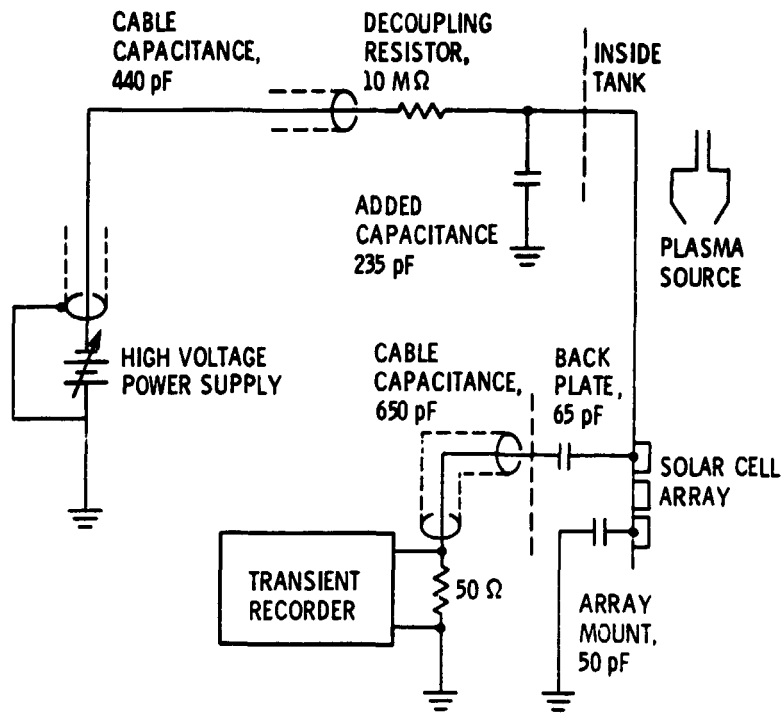 CABLE
CAPACITANCE,
440 pF
DECOUPLING
RESISTOR,
10 MΩ
INSIDE
TANK
ADDED
CAPACITANCE
235 pF
PLASMA
SOURCE
HIGH VOLTAGE
POWER SUPPLY
CABLE
CAPACITANCE,
650 pF
BACK
PLATE,
65 pF
SOLAR CELL
ARRAY
TRANSIENT
RECORDER
50 Ω
ARRAY
MOUNT,
50 pF